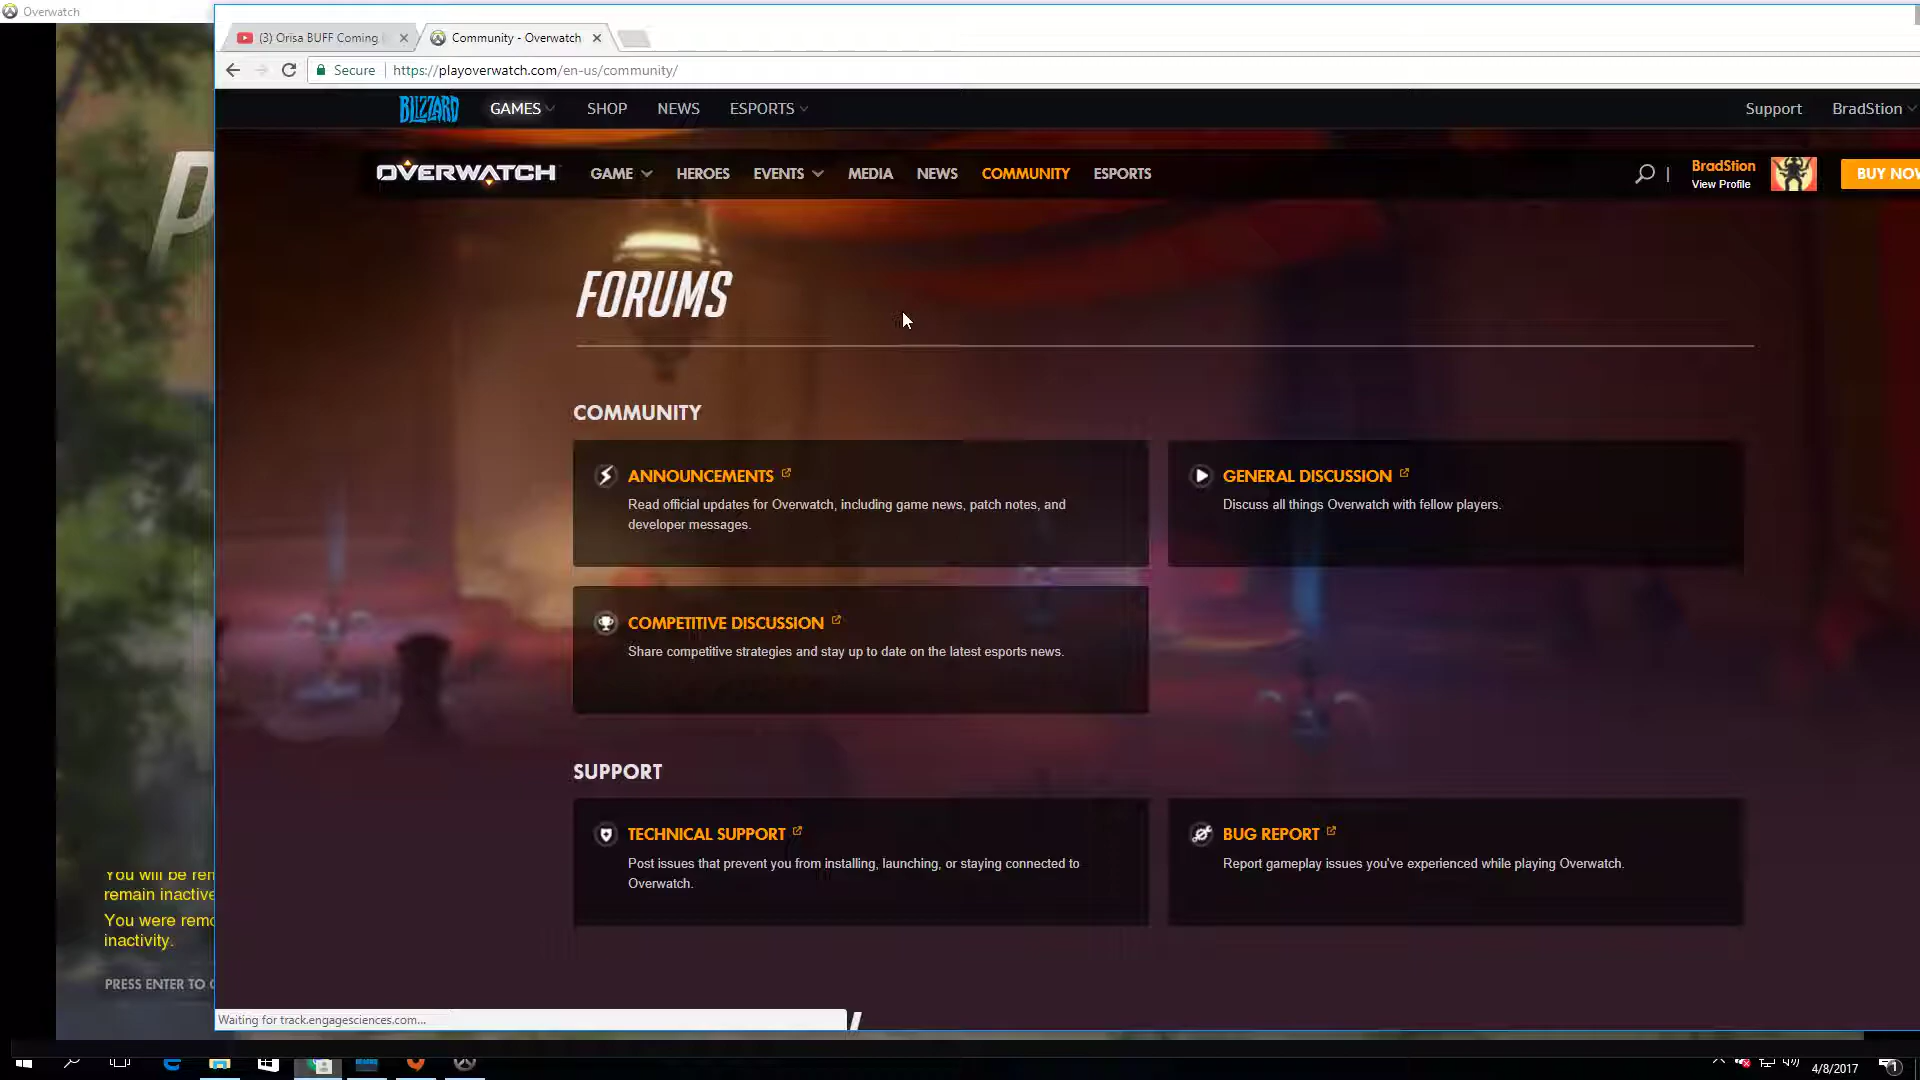 Overwatch
(3) Orisa BUFF Coming
Community - Overwatch
Secure
https://playoverwatch.com/en-us/community/
BLIZZARD
GAMES
SHOP
NEWS
ESPORTS
Support
BradStion
OVERWATCH
GAME
HEROES
EVENTS
MEDIA
NEWS
COMMUNITY
ESPORTS
BradStion
View Profile
BUY NOW
FORUMS
COMMUNITY
ANNOUNCEMENTS
Read official updates for Overwatch, including game news, patch notes, and
developer messages.
GENERAL DISCUSSION
Discuss all things Overwatch with fellow players.
COMPETITIVE DISCUSSION
Share competitive strategies and stay up to date on the latest esports news.
SUPPORT
TECHNICAL SUPPORT
Post issues that prevent you from installing, launching, or staying connected to
Overwatch.
BUG REPORT
Report gameplay issues you've experienced while playing Overwatch.
You will be
remain inactive
You were
inactivity.
PRESS ENTER TO
Waiting for track.engagesciences.com...
4/8/2017
1